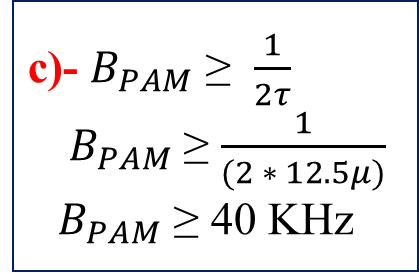 c)- B_PAM ≥ 1/2τ
B_PAM ≥ 1/(2 * 12.5μ)
B_PAM ≥ 40 KHz